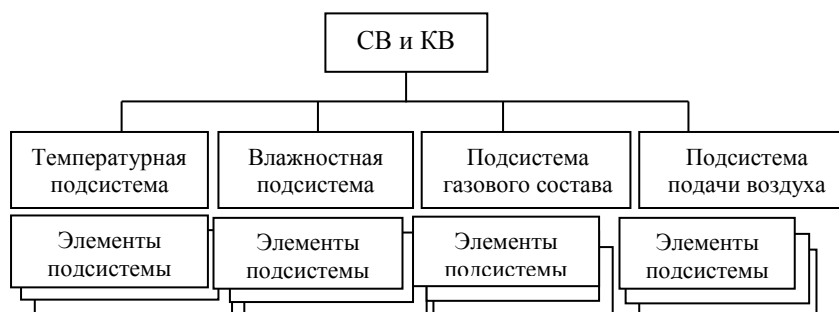 СВ и КВ
Температурная
подсистема
Влажностная
подсистема
Подсистема
газового состава
Подсистема
подачи воздуха
Элементы
подсистемы
Элементы
подсистемы
Элементы
подсистемы
Элементы
подсистемы